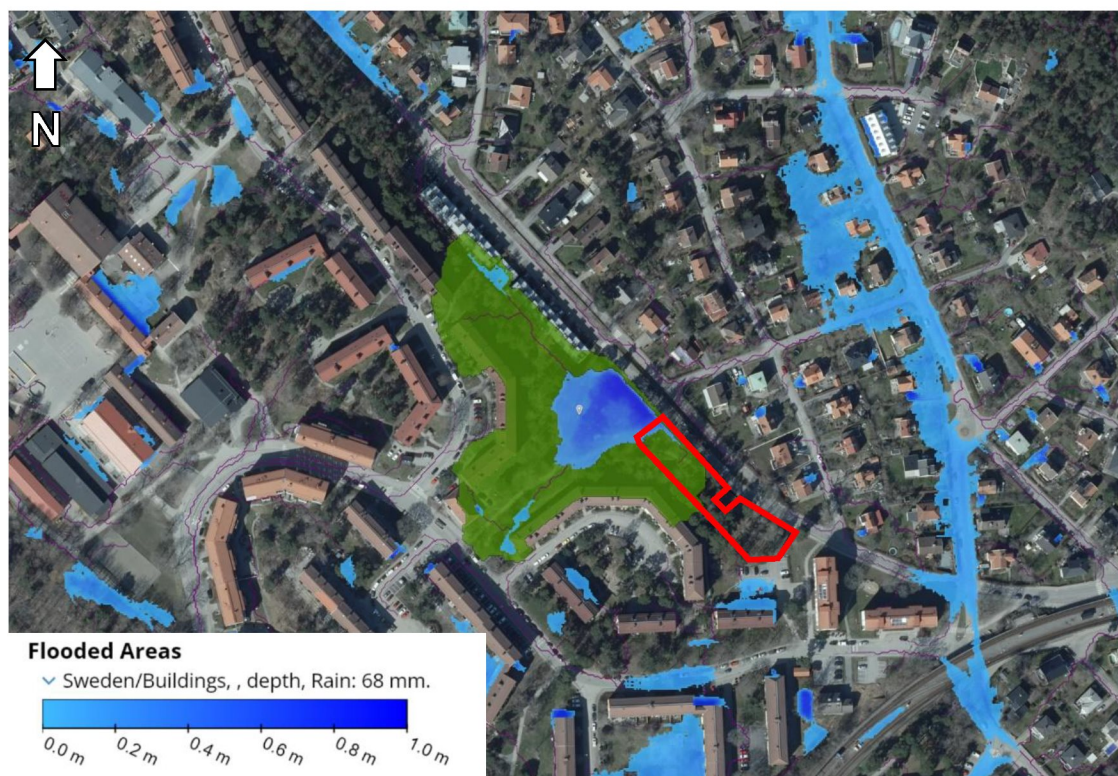 N
Flooded Areas
Sweden/Buildings, , depth, Rain: 68 mm.
0.0 m 0.2 m 0.4 m 0.6 m 0.8 m 1.0 m